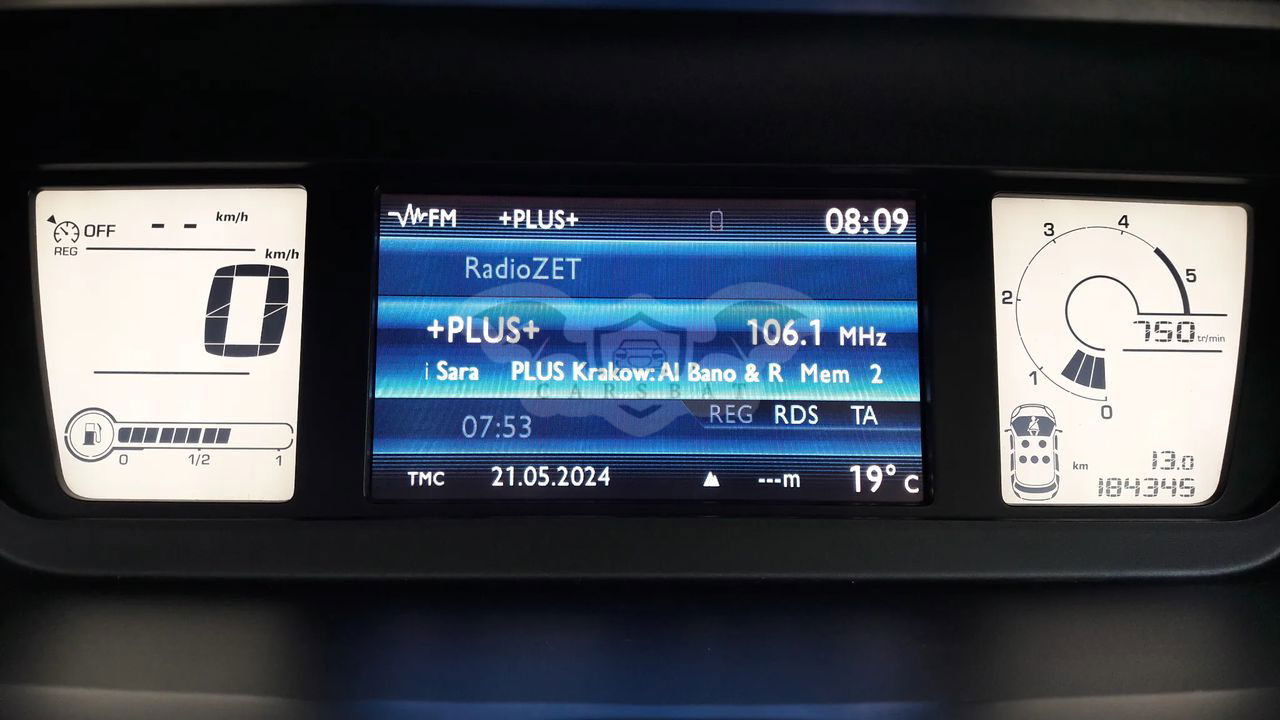 OFF -- km/h
REG
km/h
0
0 1/2 1
FM +PLUS+ 08:09
RadioZET
+PLUS+ 106.1 MHz
i Sara PLUS Krakow: Al Bano & R Mem 2
CARSBAT
07:53 REG RDS TA
TMC 21.05.2024 ---m 19° C
0 1 2 3 4 5
750 tr/min
km 13.0
184345